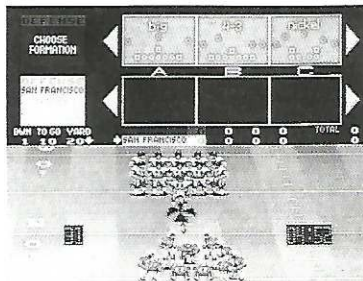 DEFENSE
CHOOSE
FORMATION
big 4-3 nickel
A B C
SAN FRANCISCO
DWN TO GO YARD
1 10 20
TOTAL
SAN FRANCISCO 0 0 0 0
0 0 0 0